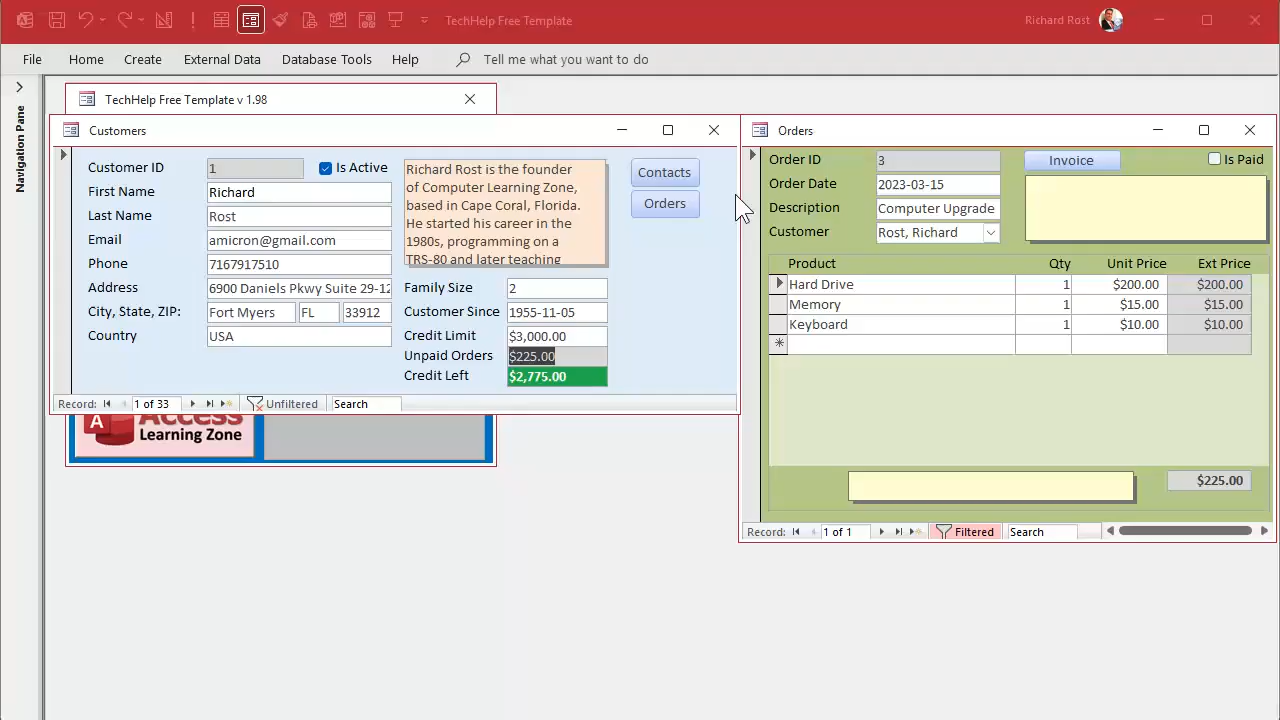 TechHelp Free Template
Richard Rost
File
Home
Create
External Data
Database Tools
Help
Tell me what you want to do
Navigation Pane
TechHelp Free Template v 1.98
Customers
Customer ID
1
Is Active
First Name
Richard
Last Name
Rost
Email
amicron@gmail.com
Phone
7167917510
Address
6900 Daniels Pkwy Suite 29-12
City, State, ZIP:
Fort Myers
FL
33912
Country
USA
Richard Rost is the founder
of Computer Learning Zone,
based in Cape Coral, Florida.
He started his career in the
1980s, programming on a
TRS-80 and later teaching
Family Size
2
Customer Since
1955-11-05
Credit Limit
$3,000.00
Unpaid Orders
$225.00
Credit Left
$2,775.00
Contacts
Orders
Record:
1 of 33
Unfiltered
Search
A
Access
Learning Zone
Orders
Order ID
3
Invoice
Is Paid
Order Date
2023-03-15
Description
Computer Upgrade
Customer
Rost, Richard
Product Qty Unit Price Ext Price
Hard Drive 1 $200.00 $200.00
Memory 1 $15.00 $15.00
Keyboard 1 $10.00 $10.00
$225.00
Record:
1 of 1
Filtered
Search